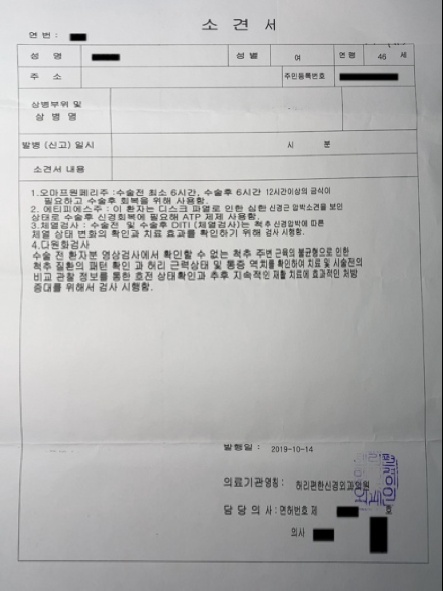 소 견 서
연 번 :
성 명 성 별 여 연 령 46 세
주 소 주민등록번호
상병부위 및
상 병 명
발병 (신고) 일시 시 분
소견서 내용
1.오마프원페리주 :수술전 최소 6시간, 수술후 6시간 12시간이상의 금식이
필요하고 수술후 회복을 위해 사용함.
2. 에티피에스주 : 이 환자는 디스크 파열로 인한 심한 신경근 압박소견을 보인
상태로 수술후 신경회복에 필요해 ATP 제제 사용함.
3.체열검사 : 수술전 및 수술후 DITI (체열검사)는 척추 신경압박에 따른
체열 상태 변화의 확인과 치료 효과를 확인하기 위해 검사 시행함.
4.다원화검사
수술 전 환자분 영상검사에서 확인할 수 없는 척추 주변 근육의 불균형으로 인한
척추 질환의 패턴 확인 과 허리 근력상태 및 통증 역치를 확인하여 치료 및 시술전의
비교 관찰 정보를 통한 호전 상태확인과 추후 지속적인 재활 치료에 효과적인 처방
증대를 위해서 검사 시행함.
발행일 : 2019-10-14
의료기관명칭 : 허리편한신경외과의원
담 당 의 사 : 면허번호 제 호
의사